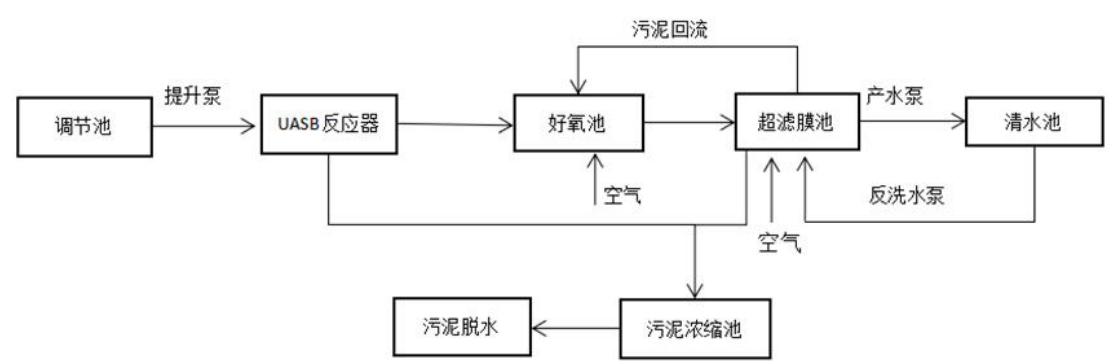 污泥回流
提升泵
产水泵
调节池
UASB反应器
好氧池
超滤膜池
清水池
空气
反洗水泵
空气
污泥脱水
污泥浓缩池